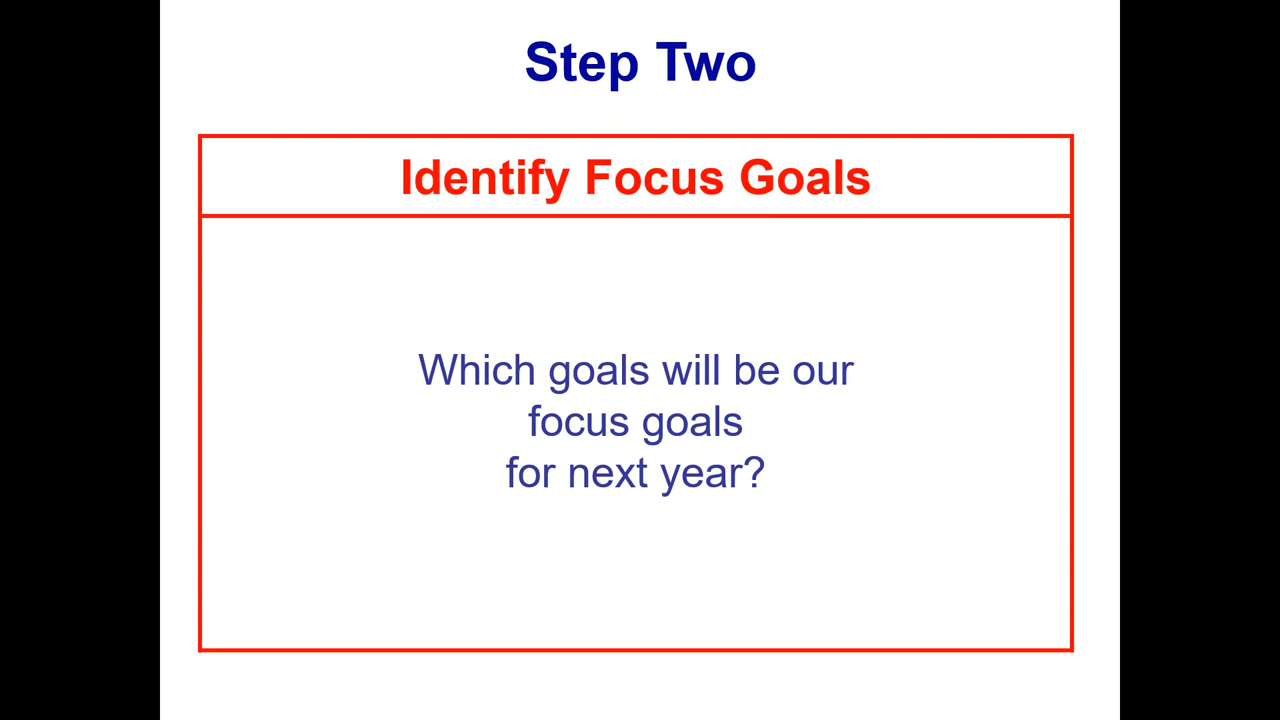 Step Two
Identify Focus Goals
Which goals will be our
focus goals
for next year?